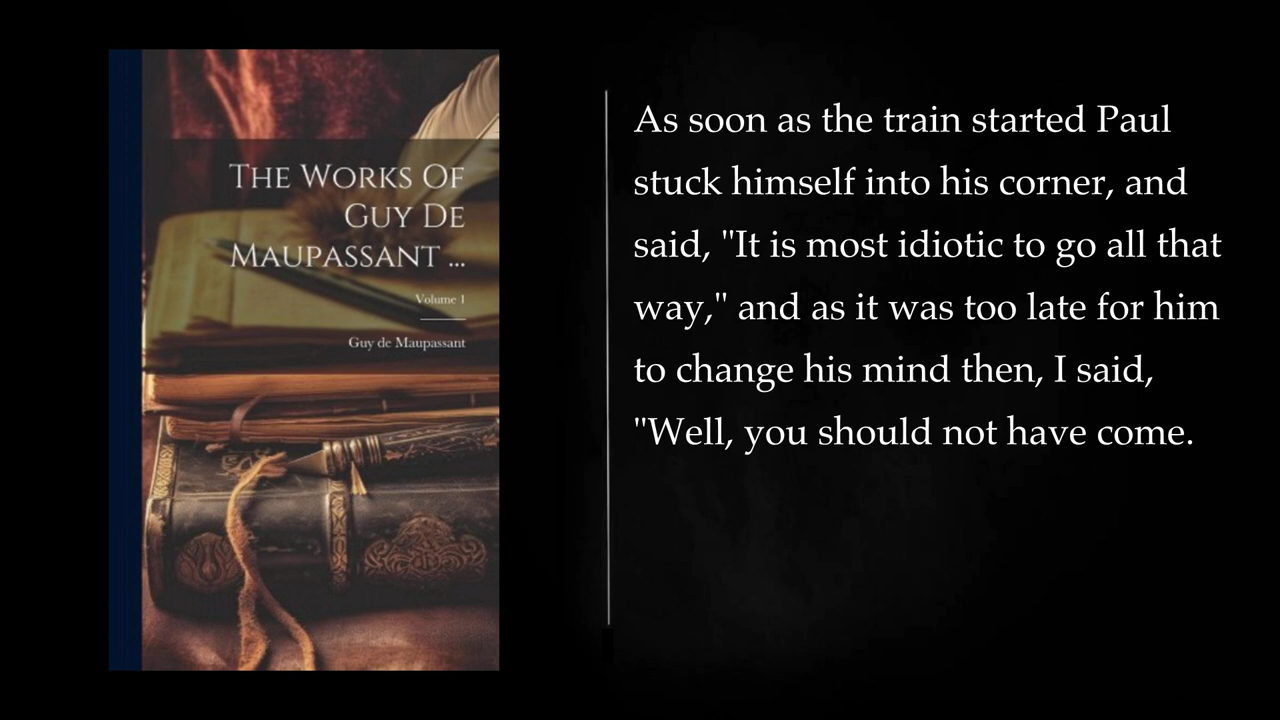 The Works Of
Guy De
Maupassant ...
Volume 1
Guy de Maupassant
As soon as the train started Paul
stuck himself into his corner, and
said, "It is most idiotic to go all that
way," and as it was too late for him
to change his mind then, I said,
"Well, you should not have come.